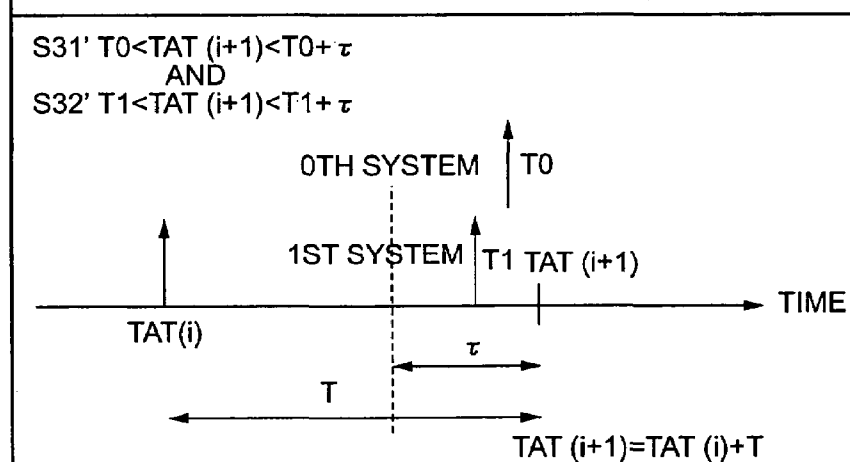 S31' T0<TAT (i+1)<T0+τ
AND
S32' T1<TAT (i+1)<T1+τ
0TH SYSTEM
T0
1ST SYSTEM
T1 TAT (i+1)
TIME
TAT(i)
τ
T
TAT (i+1)=TAT (i)+T